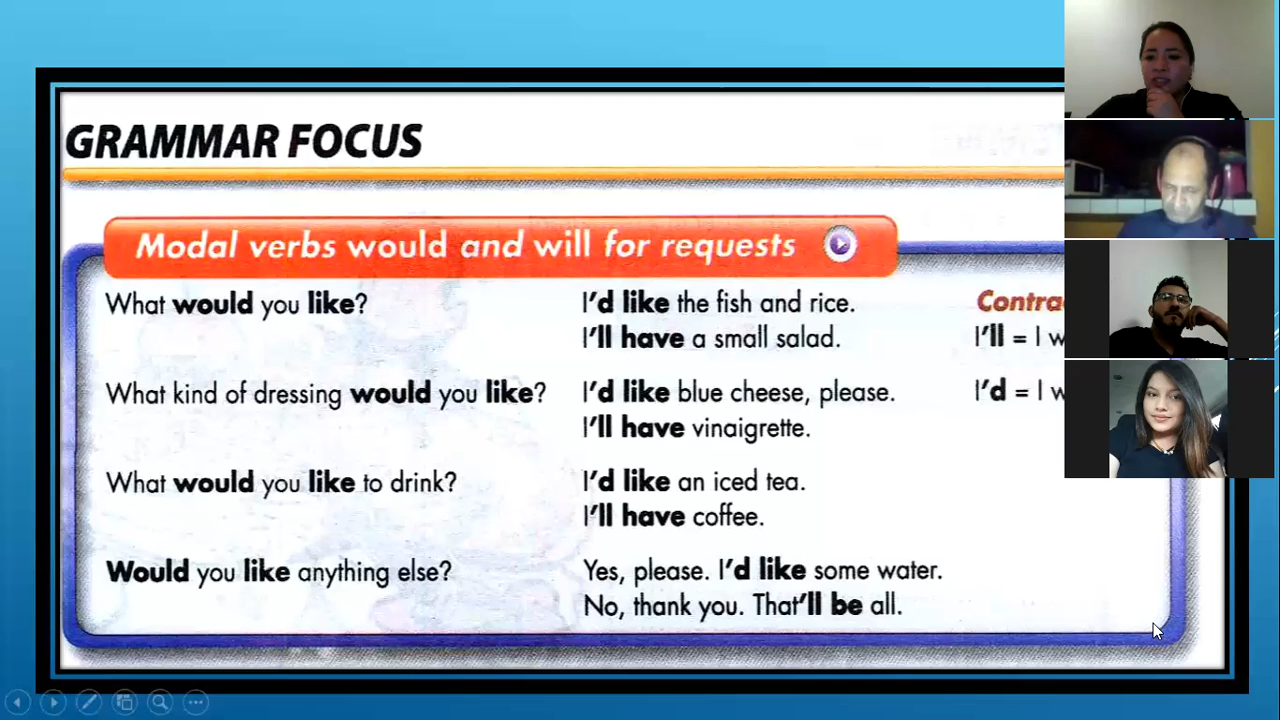 GRAMMAR FOCUS
Modal verbs would and will for requests
What would you like?
I'd like the fish and rice.
I'll have a small salad.
What kind of dressing would you like?
I'd like blue cheese, please.
I'll have vinaigrette.
What would you like to drink?
I'd like an iced tea.
I'll have coffee.
Would you like anything else?
Yes, please. I'd like some water.
No, thank you. That'll be all.
I'll = I
I'd = I